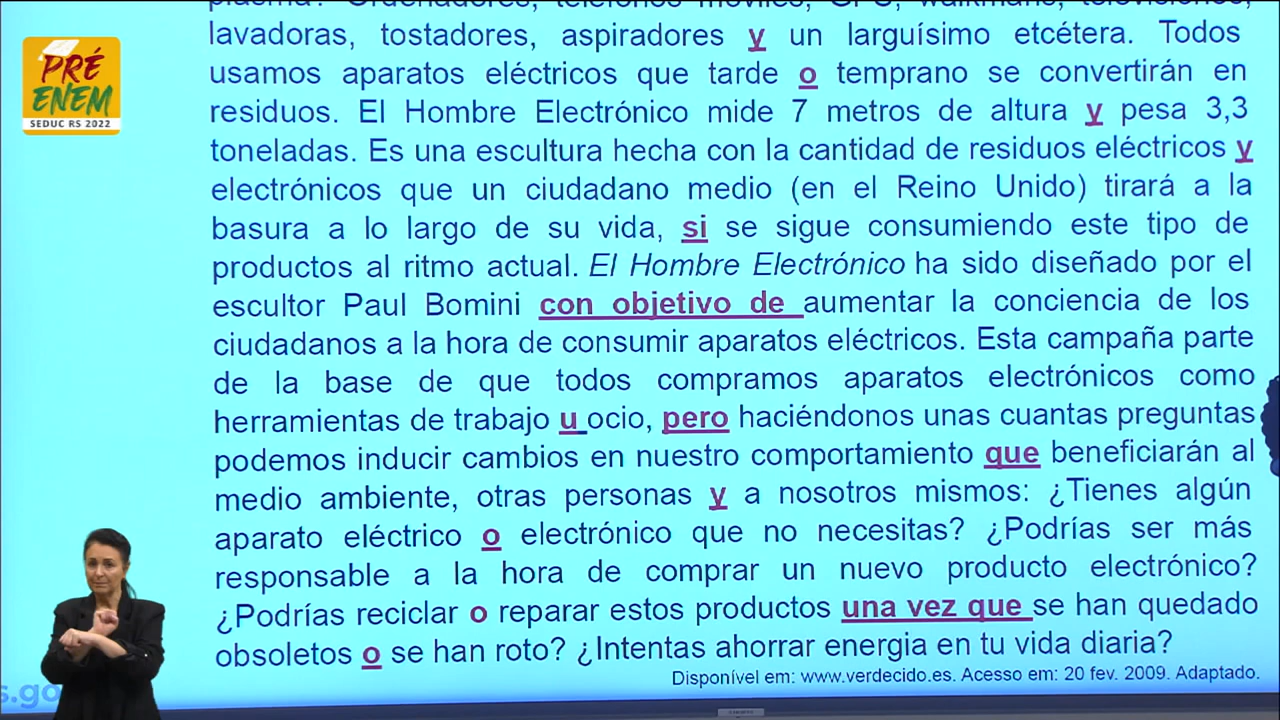 plasma? Ordenadores, teléfonos móviles, GPS, walkmans, televisiones,
lavadoras, tostadores, aspiradores y un larguísimo etcétera. Todos
usamos aparatos eléctricos que tarde o temprano se convertirán en
residuos. El Hombre Electrónico mide 7 metros de altura y pesa 3,3
toneladas. Es una escultura hecha con la cantidad de residuos eléctricos y
electrónicos que un ciudadano medio (en el Reino Unido) tirará a la
basura a lo largo de su vida, si se sigue consumiendo este tipo de
productos al ritmo actual. El Hombre Electrónico ha sido diseñado por el
escultor Paul Bomini con objetivo de aumentar la conciencia de los
ciudadanos a la hora de consumir aparatos eléctricos. Esta campaña parte
de la base de que todos compramos aparatos electrónicos como
herramientas de trabajo u ocio, pero haciéndonos unas cuantas preguntas
podemos inducir cambios en nuestro comportamiento que beneficiarán al
medio ambiente, otras personas y a nosotros mismos: ¿Tienes algún
aparato eléctrico o electrónico que no necesitas? ¿Podrías ser más
responsable a la hora de comprar un nuevo producto electrónico?
¿Podrías reciclar o reparar estos productos una vez que se han quedado
obsoletos o se han roto? ¿Intentas ahorrar energia en tu vida diaria?
Disponível em: www.verdecido.es. Acesso em: 20 fev. 2009. Adaptado.
PRÉ
ENEM
SEDUC RS 2022
s.go